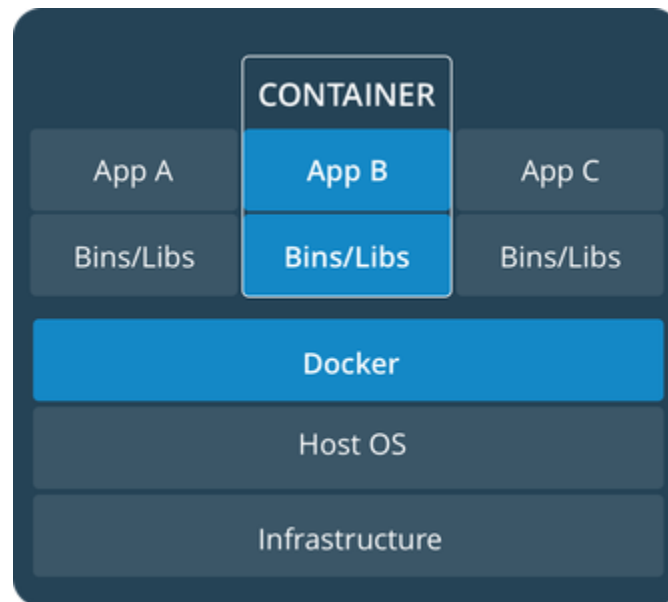 CONTAINER
App A App B App C
Bins/Libs Bins/Libs Bins/Libs
Docker
Host OS
Infrastructure